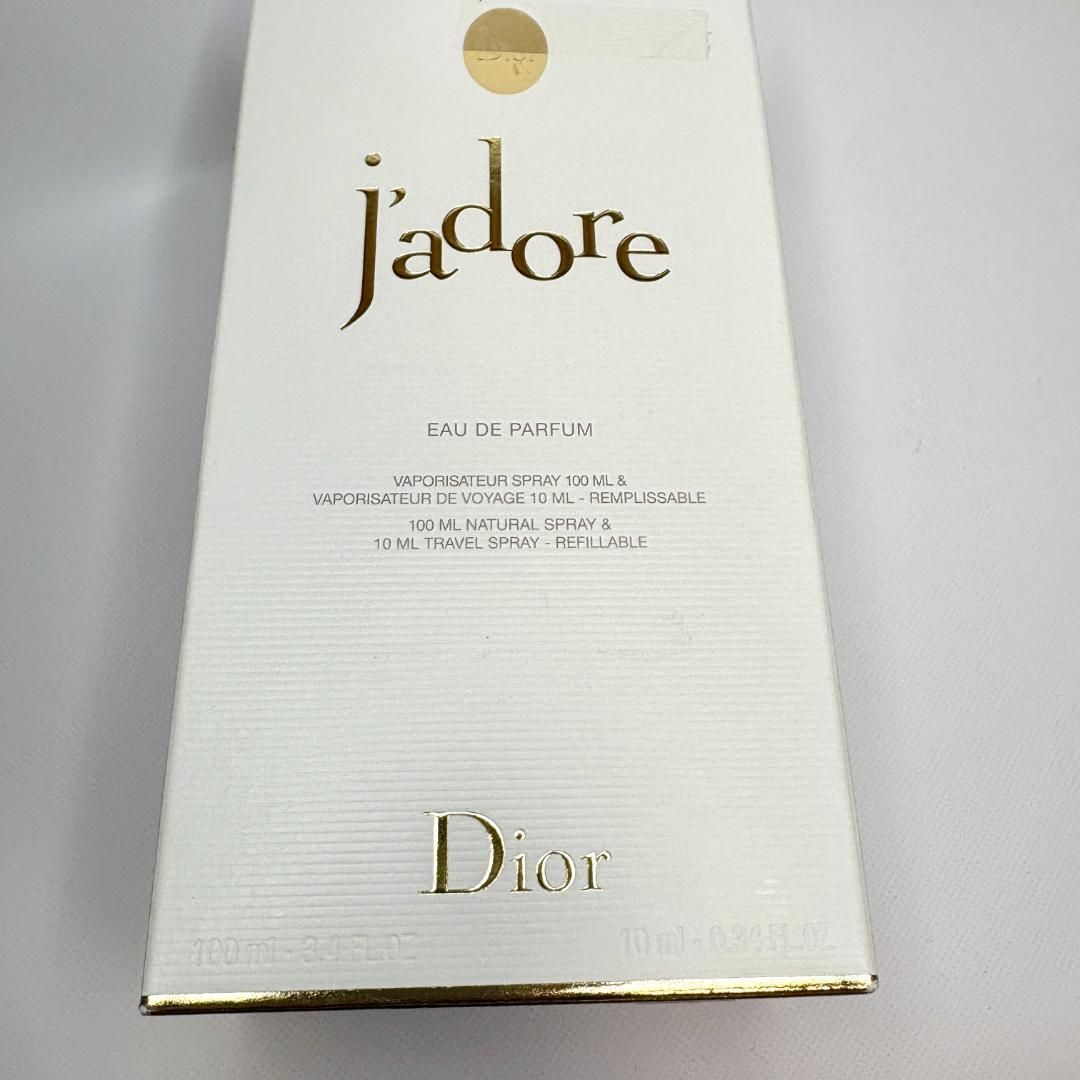 j'adore
EAU DE PARFUM
VAPORISATEUR SPRAY 100 ML &
VAPORISATEUR DE VOYAGE 10 ML - REMPLISSABLE
100 ML NATURAL SPRAY &
10 ML TRAVEL SPRAY - REFILLABLE
Dior
100 ml - 3.4 FL.OZ
10 ml - 0.34 FL.OZ